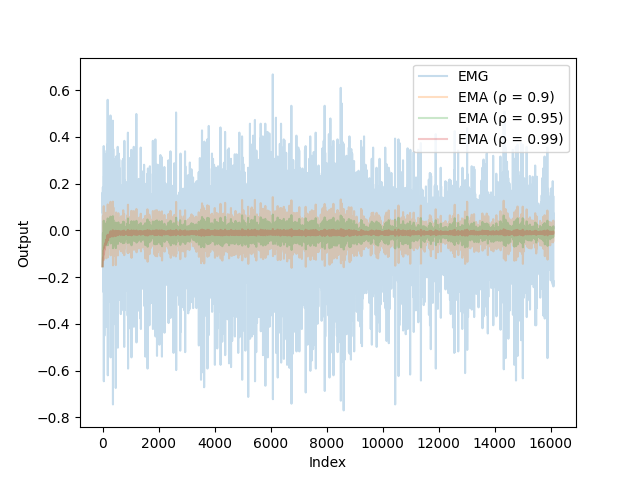 EMG
EMA (ρ = 0.9)
EMA (ρ = 0.95)
EMA (ρ = 0.99)
0.6
0.4
0.2
0.0
−0.2
−0.4
−0.6
−0.8
Output
0 2000 4000 6000 8000 10000 12000 14000 16000
Index